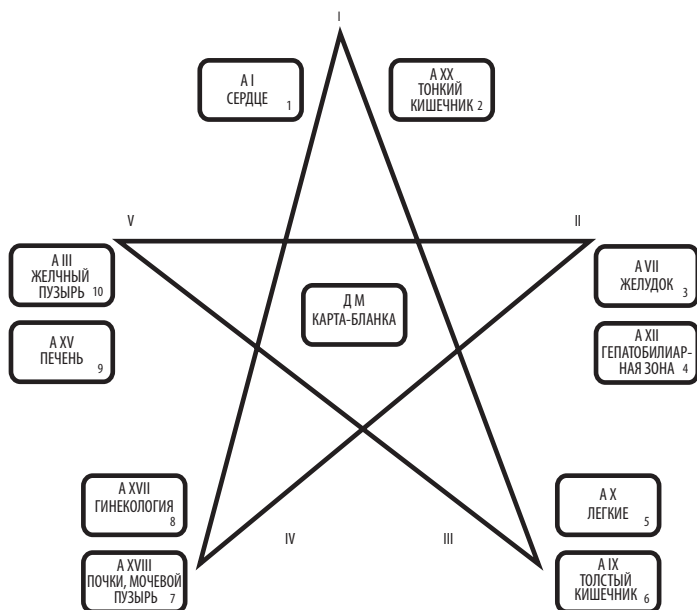 I
А I
СЕРДЦЕ
1
А XX
ТОНКИЙ
КИШЕЧНИК 2
V
II
А III
ЖЕЛЧНЫЙ
ПУЗЫРЬ 10
А VII
ЖЕЛУДОК
3
Д М
КАРТА-БЛАНКА
А XV
ПЕЧЕНЬ
9
А XII
ГЕПАТОБИЛИАР-
НАЯ ЗОНА 4
А XVII
ГИНЕКОЛОГИЯ
8
А X
ЛЕГКИЕ
5
IV
III
А XVIII
ПОЧКИ, МОЧЕВОЙ
ПУЗЫРЬ 7
А IX
ТОЛСТЫЙ
КИШЕЧНИК 6